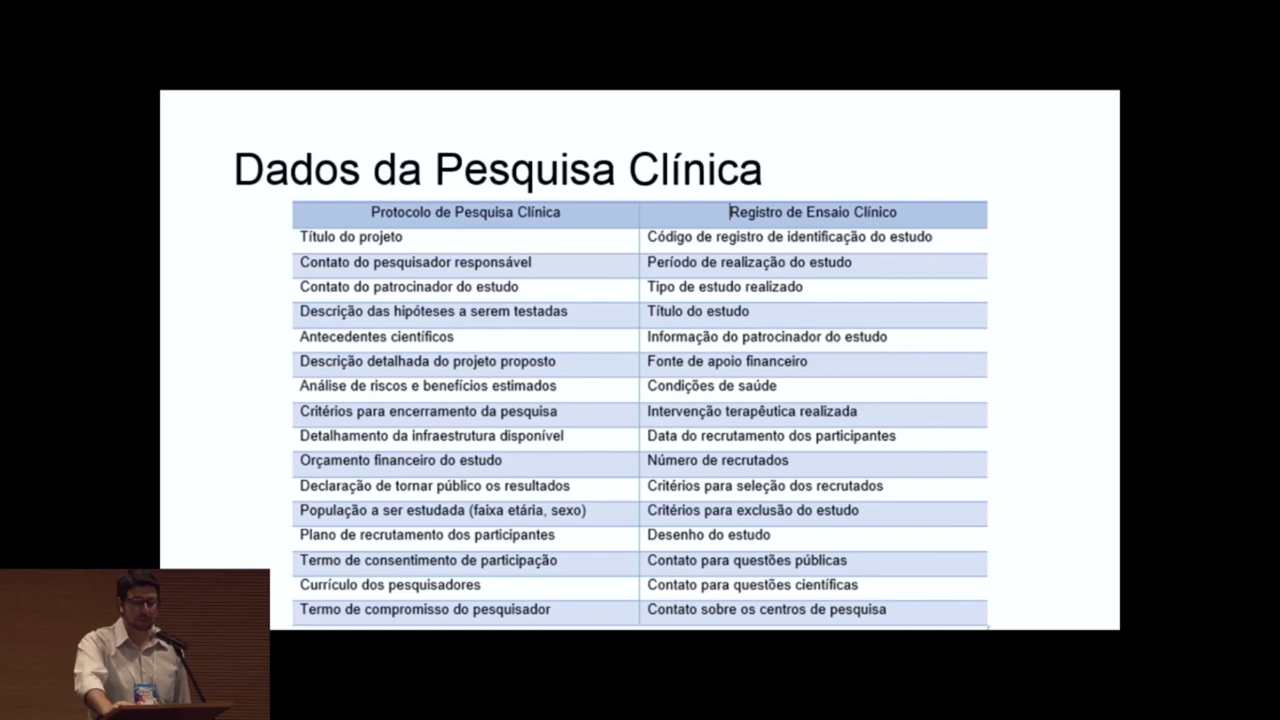 Dados da Pesquisa Clínica
Protocolo de Pesquisa Clínica Registro de Ensaio Clínico
Título do projeto Código de registro de identificação do estudo
Contato do pesquisador responsável Período de realização do estudo
Contato do patrocinador do estudo Tipo de estudo realizado
Descrição das hipóteses a serem testadas Título do estudo
Antecedentes científicos Informação do patrocinador do estudo
Descrição detalhada do projeto proposto Fonte de apoio financeiro
Análise de riscos e benefícios estimados Condições de saúde
Critérios para encerramento da pesquisa Intervenção terapêutica realizada
Detalhamento da infraestrutura disponível Data do recrutamento dos participantes
Orçamento financeiro do estudo Número de recrutados
Declaração de tornar público os resultados Critérios para seleção dos recrutados
População a ser estudada (faixa etária, sexo) Critérios para exclusão do estudo
Plano de recrutamento dos participantes Desenho do estudo
Termo de consentimento de participação Contato para questões públicas
Currículo dos pesquisadores Contato para questões científicas
Termo de compromisso do pesquisador Contato sobre os centros de pesquisa